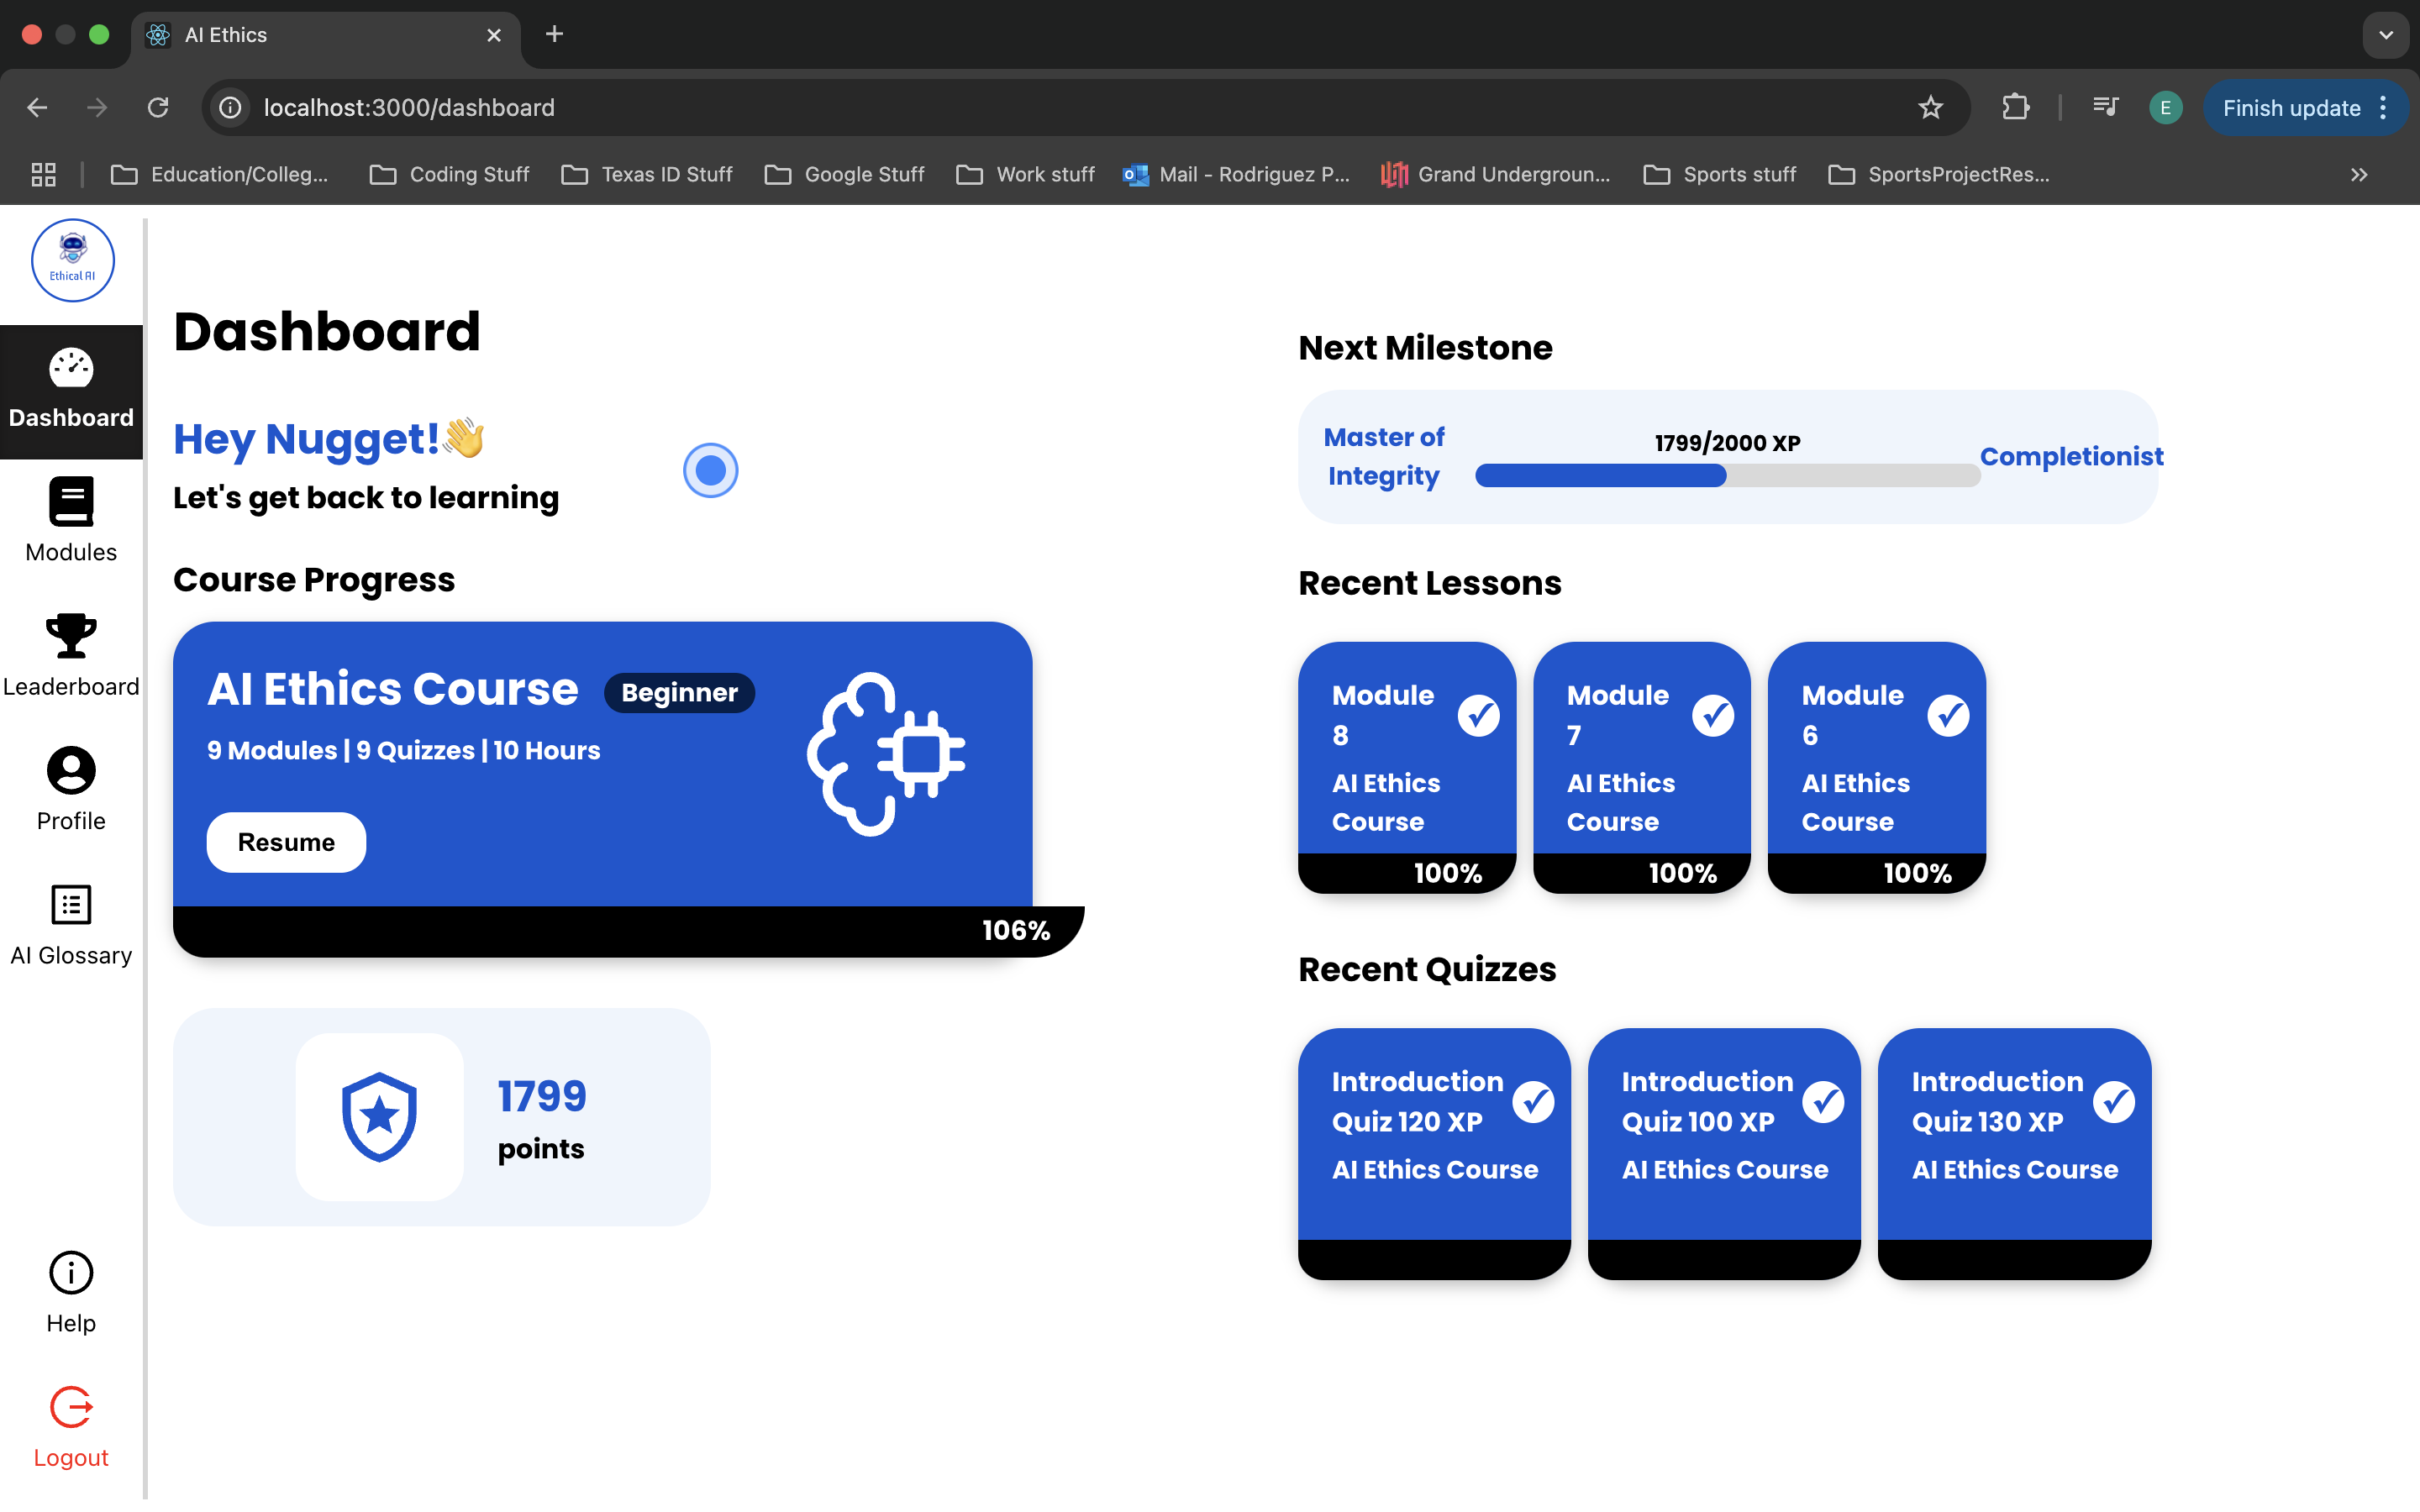 AI Ethics
localhost:3000/dashboard
E
Finish update
Education/Colleg...
Coding Stuff
Texas ID Stuff
Google Stuff
Work stuff
Mail - Rodriguez P...
Grand Undergroun...
Sports stuff
SportsProjectRes...
Ethical AI
Dashboard
Modules
Leaderboard
Profile
AI Glossary
Help
Logout
Dashboard
Hey Nugget!👋
Let's get back to learning
Course Progress
AI Ethics Course
Beginner
9 Modules | 9 Quizzes | 10 Hours
Resume
106%
1799
points
Next Milestone
Master of
Integrity
1799/2000 XP
Completionist
Recent Lessons
Module
8
AI Ethics
Course
100%
Module
7
AI Ethics
Course
100%
Module
6
AI Ethics
Course
100%
Recent Quizzes
Introduction
Quiz 120 XP
AI Ethics Course
Introduction
Quiz 100 XP
AI Ethics Course
Introduction
Quiz 130 XP
AI Ethics Course